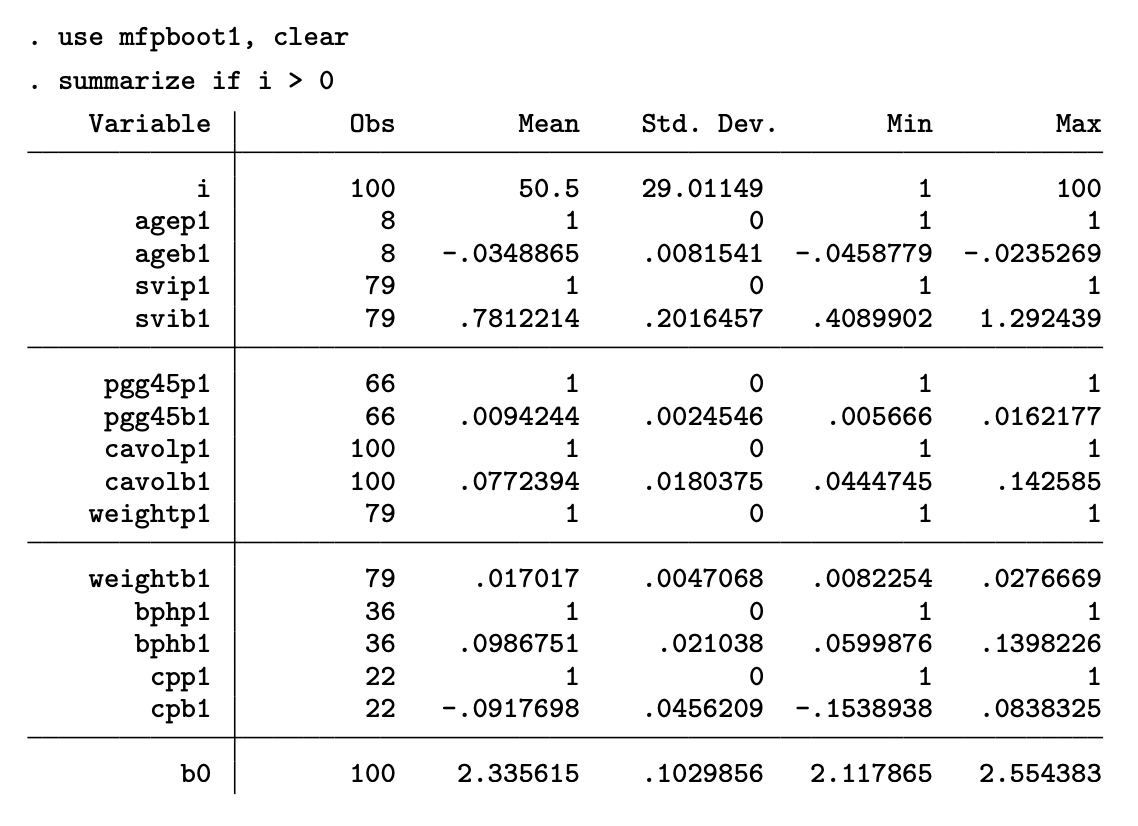 . use mfpboot1, clear
. summarize if i > 0
Variable Obs Mean Std. Dev. Min Max
i 100 50.5 29.01149 1 100
agep1 8 1 0 1 1
ageb1 8 -.0348865 .0081541 -.0458779 -.0235269
svip1 79 1 0 1 1
svib1 79 .7812214 .2016457 .4089902 1.292439
pgg45p1 66 1 0 1 1
pgg45b1 66 .0094244 .0024546 .005666 .0162177
cavolp1 100 1 0 1 1
cavolb1 100 .0772394 .0180375 .0444745 .142585
weightp1 79 1 0 1 1
weightb1 79 .017017 .0047068 .0082254 .0276669
bphp1 36 1 0 1 1
bphb1 36 .0986751 .021038 .0599876 .1398226
cpp1 22 1 0 1 1
cpb1 22 -.0917698 .0456209 -.1538938 .0838325
b0 100 2.335615 .1029856 2.117865 2.554383